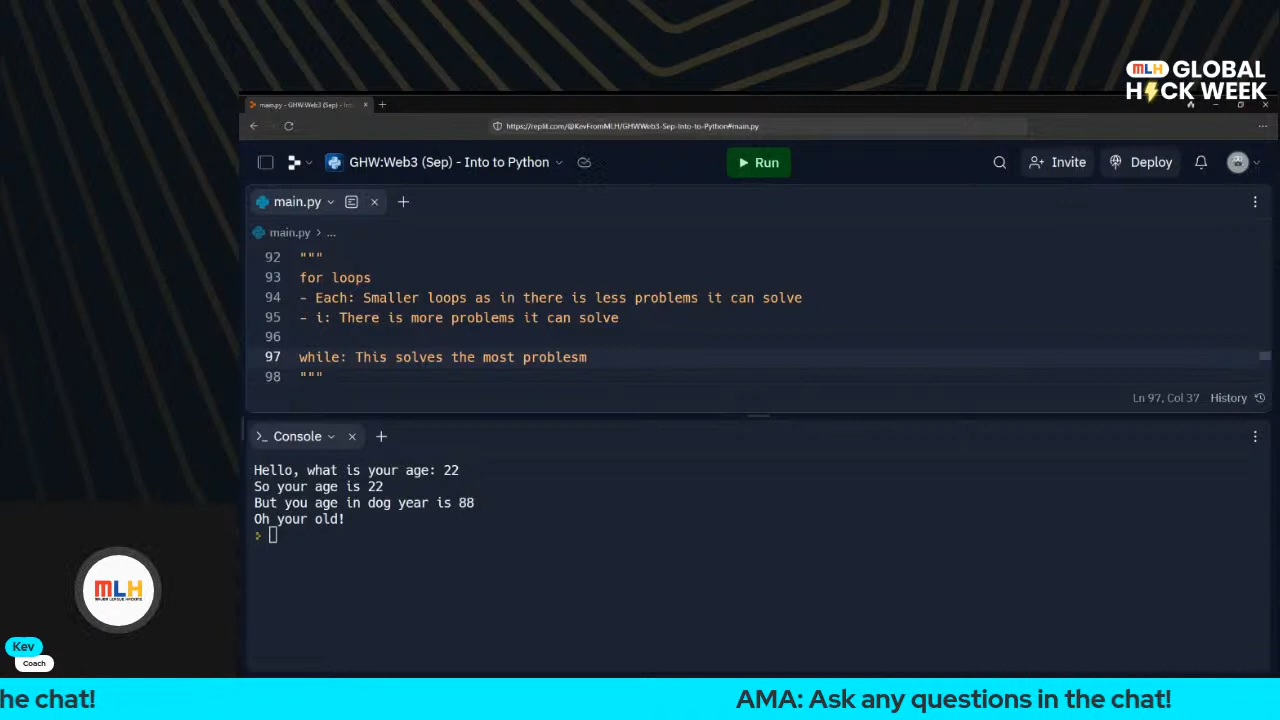 MLH GLOBAL
HACK WEEK
main.py - GHW:Web3 (Sep) - Int
https://replit.com/@KevFromMLH/GHWWeb3-Sep-Into-to-Python#main.py
GHW:Web3 (Sep) - Into to Python
Run
Invite
Deploy
main.py
main.py > ...
92 """
93 for loops
94 - Each: Smaller loops as in there is less problems it can solve
95 - i: There is more problems it can solve
96
97 while: This solves the most problesm
98 """
Ln 97, Col 37 History
Console
Hello, what is your age: 22
So your age is 22
But you age in dog year is 88
Oh your old!
MLH
MAJOR LEAGUE HACKING
Kev
Coach
he chat!
AMA: Ask any questions in the chat!